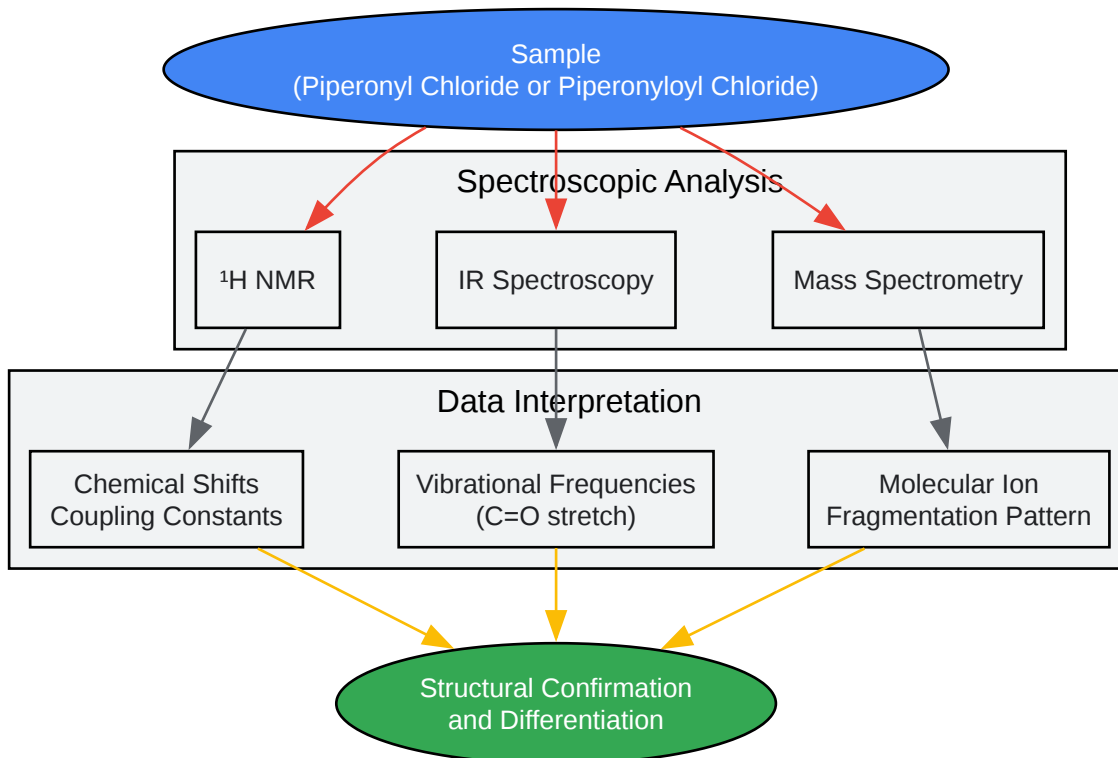 Sample
(Piperonyl Chloride or Piperonyloyl Chloride)
Spectroscopic Analysis
¹H NMR
IR Spectroscopy
Mass Spectrometry
Data Interpretation
Chemical Shifts
Coupling Constants
Vibrational Frequencies
(C=O stretch)
Molecular Ion
Fragmentation Pattern
Structural Confirmation
and Differentiation